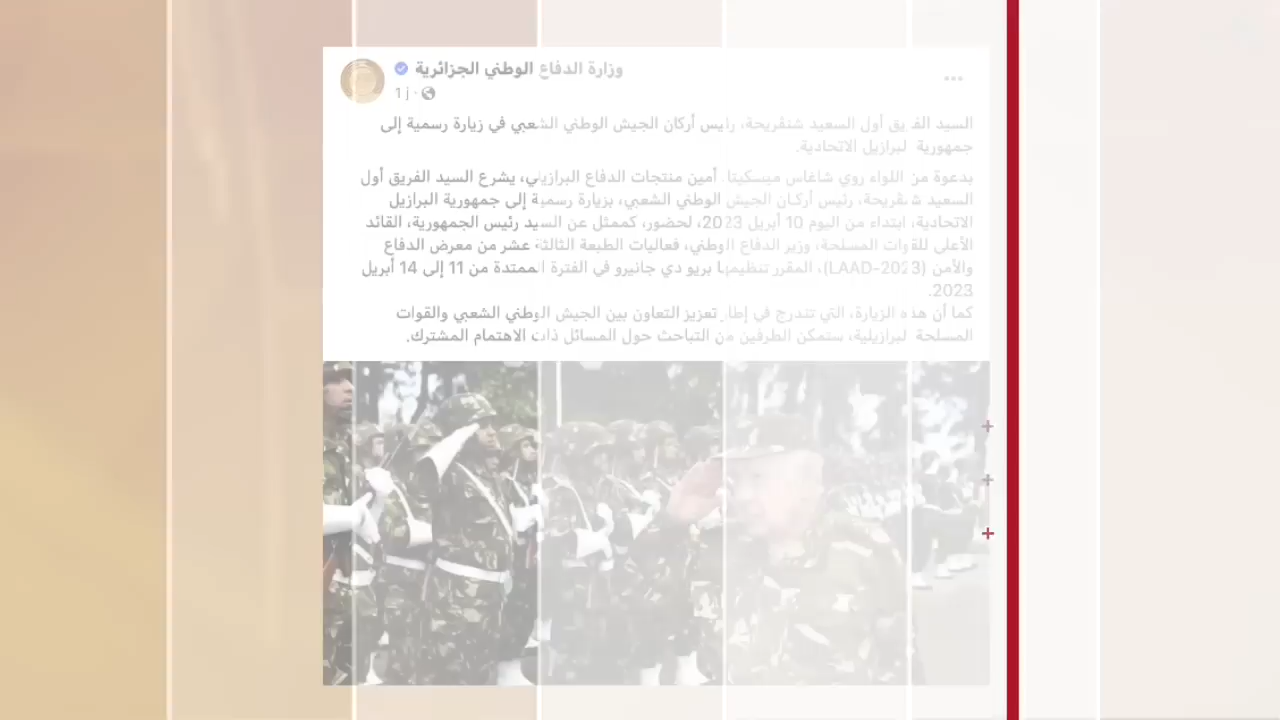 وزارة الدفاع الوطني الجزائرية
1 j ·
السيد الفريق أول السعيد شنقريحة، رئيس أركان الجيش الوطني الشعبي في زيارة رسمية إلى
جمهورية البرازيل الاتحادية.
بدعوة من اللواء روي شاغاس ميسكيتا، أمين منتجات الدفاع البرازيلي، يشرع السيد الفريق أول
السعيد شنڨريحة، رئيس أركـان الجيش الوطني الشعبي، بزيارة رسمية إلى جمهورية البرازيل
الاتحادية، ابتداء من اليوم 10 أبريل 2023، لحضور، كممثل عن السيد رئيس الجمهورية، القائد
الأعلى للقوات المسلحة، وزير الدفاع الوطني، فعاليات الطبعة الثالثة عشر من معرض الدفاع
والأمن (LAAD-2023)، المقرر تنظيمها بريو دي جانيرو في الفترة الممتدة من 11 إلى 14 أبريل
2023.
كما أن هذه الزيارة، التي تندرج في إطار تعزيز التعاون بين الجيش الوطني الشعبي والقوات
المسلحة البرازيلية، ستمكن الطرفين من التباحث حول المسائل ذات الاهتمام المشترك.